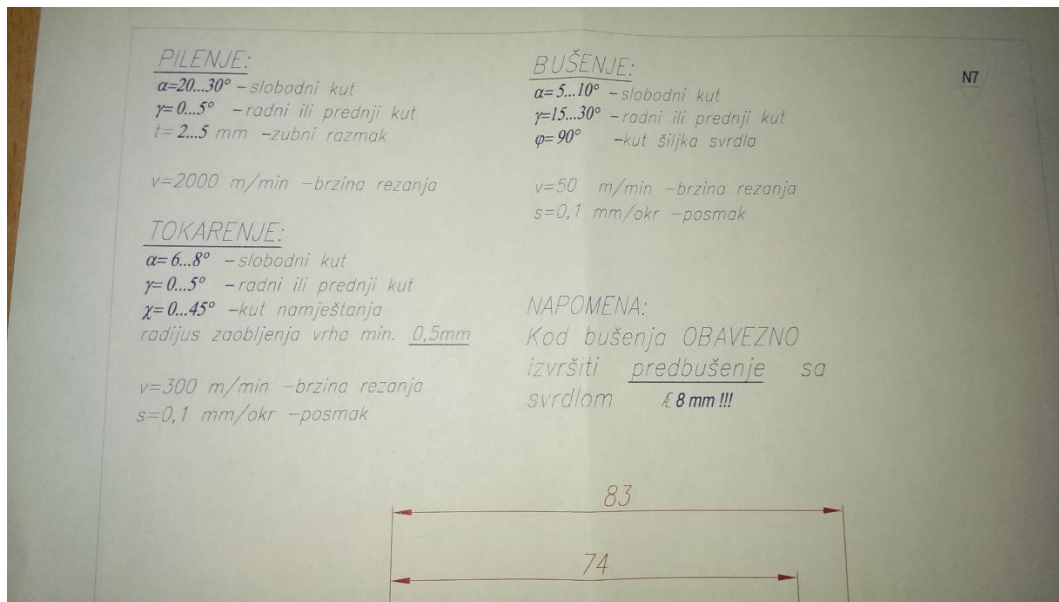 PILENJE:
α=20...30° –slobodni kut
γ=0...5° –radni ili prednji kut
t=2...5 mm –zubni razmak
v=2000 m/min –brzina rezanja
TOKARENJE:
α=6...8° –slobodni kut
γ=0...5° –radni ili prednji kut
χ=0...45° –kut namještanja
radijus zaobljenja vrha min. 0,5mm
v=300 m/min –brzina rezanja
s=0,1 mm/okr –posmak
BUŠENJE:
α=5...10° –slobodni kut
γ=15...30° –radni ili prednji kut
φ=90° –kut šiljka svrdla
v=50 m/min –brzina rezanja
s=0,1 mm/okr –posmak
NAPOMENA:
Kod bušenja OBAVEZNO
izvršiti predbušenje sa
svrdlom Æ 8 mm !!!
N7
83
74